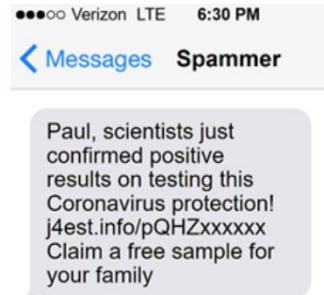 Verizon LTE 6:30 PM
Messages Spammer
Paul, scientists just
confirmed positive
results on testing this
Coronavirus protection!
j4est.info/pQHZxxxxxx
Claim a free sample for
your family